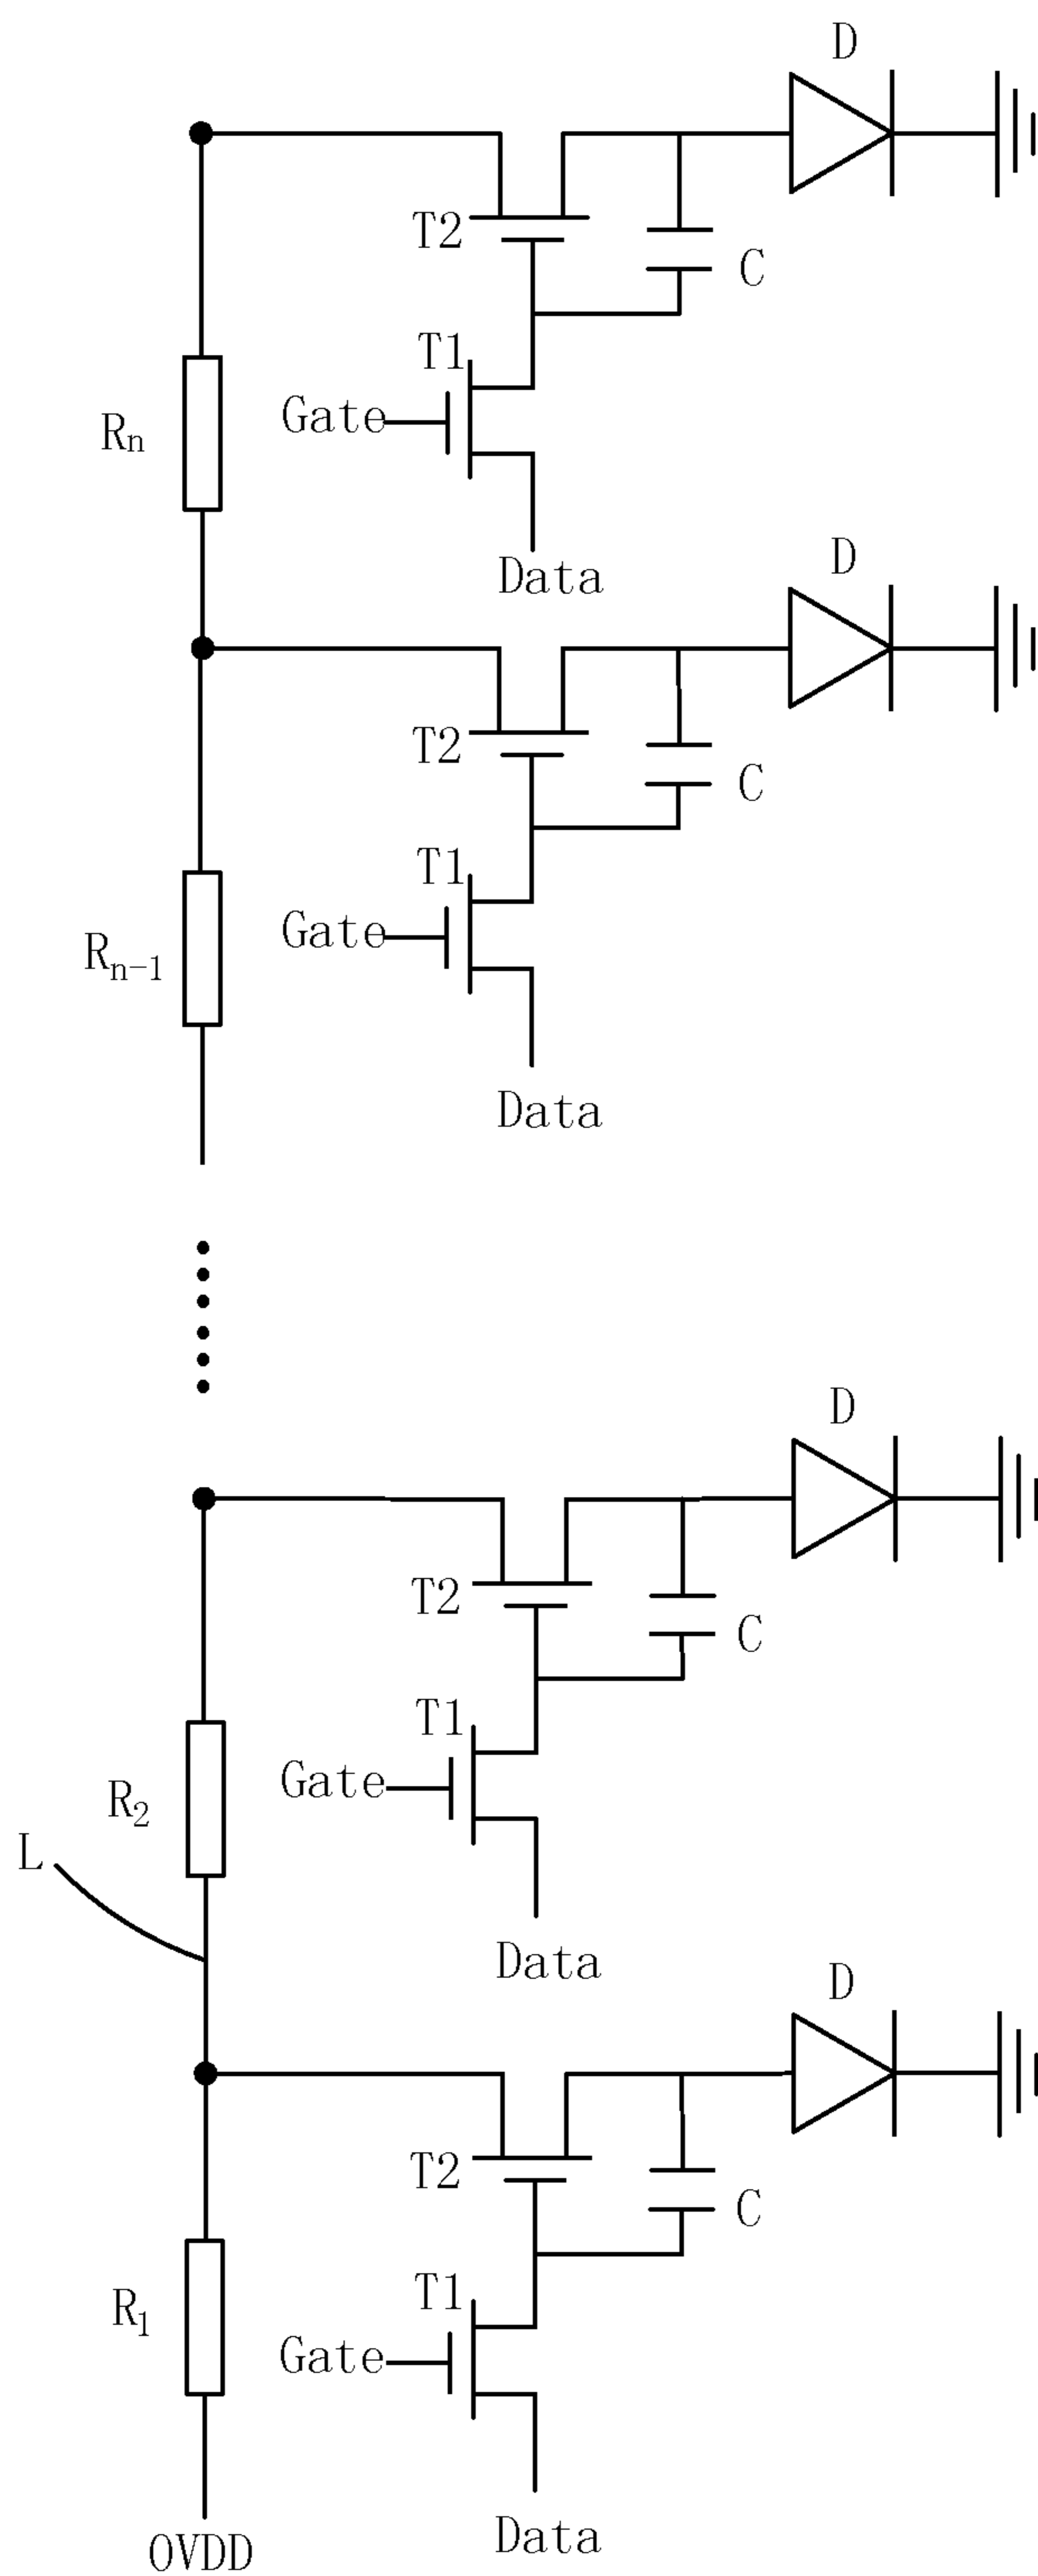 D
T2
C
T1
Rn
Gate
Data
D
T2
C
T1
Rn-1
Gate
Data
D
T2
C
T1
R2
Gate
L
Data
D
T2
C
T1
R1
Gate
Data
OVDD